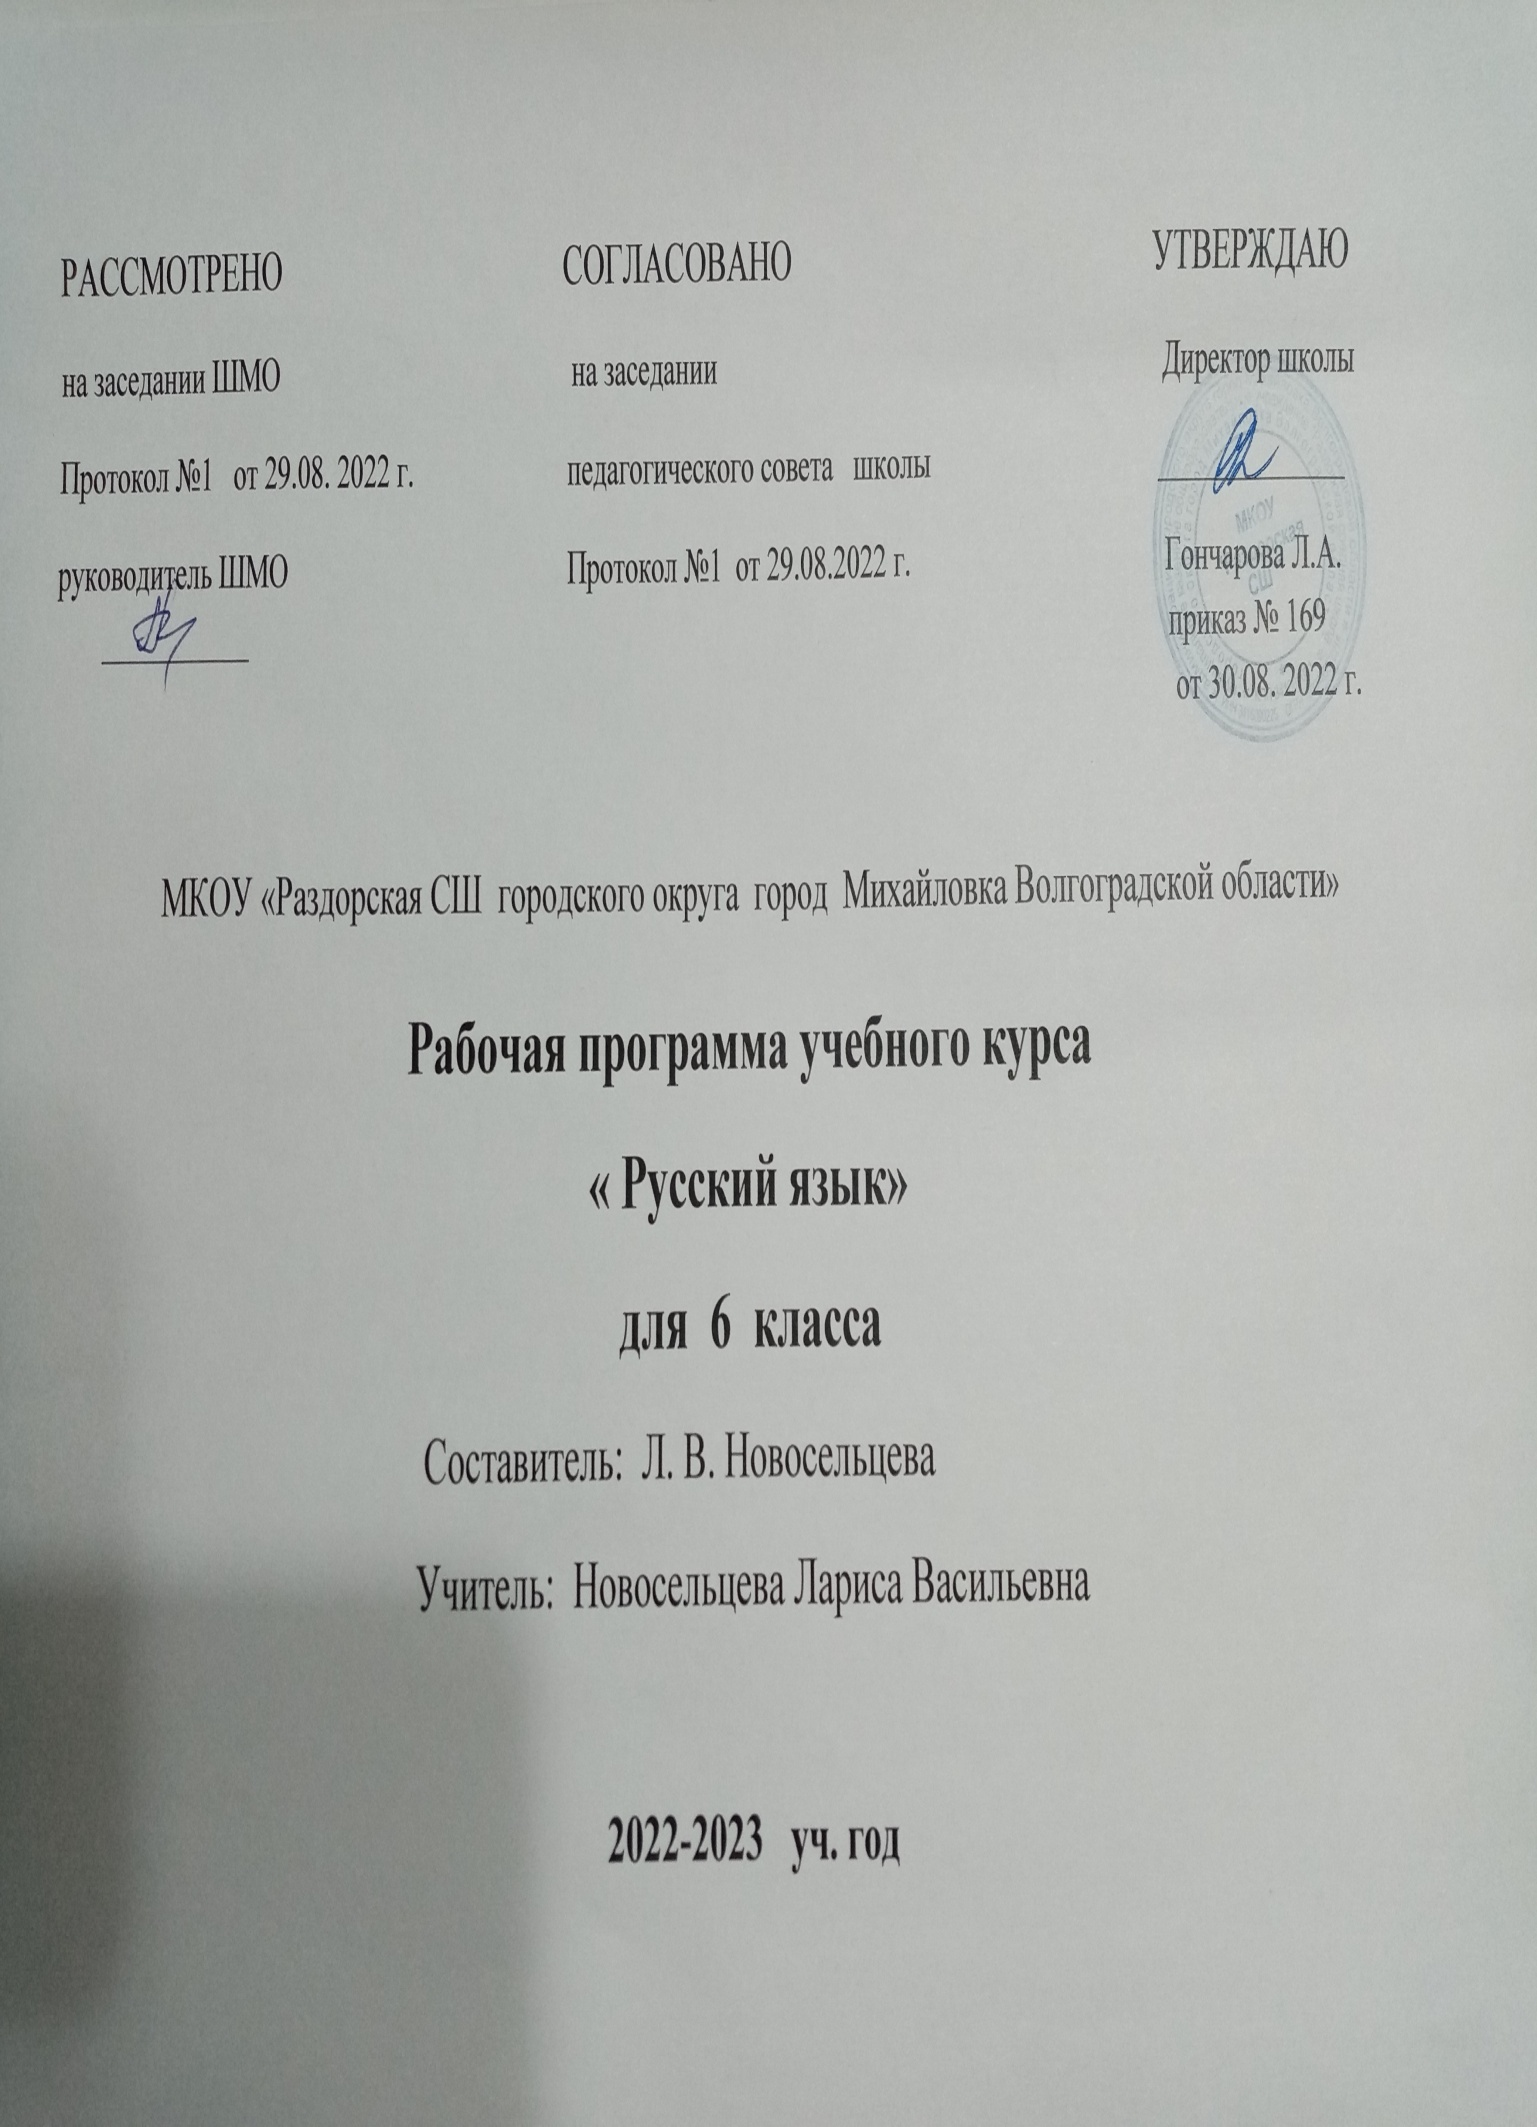 РАССМОТРЕНО
на заседании ШМО
Протокол №1 от 29.08. 2022 г.
руководитель ШМО
СОГЛАСОВАНО
на заседании
педагогического совета школы
Протокол №1 от 29.08.2022 г.
УТВЕРЖДАЮ
Директор школы
МКОУ
СШ
Гончарова Л.А.
приказ № 169
от 30.08. 2022 г.
МКОУ «Раздорская СШ городского округа город Михайловка Волгоградской области»
Рабочая программа учебного курса
« Русский язык»
для 6 класса
Составитель: Л. В. Новосельцева
Учитель: Новосельцева Лариса Васильевна
2022-2023 уч. год